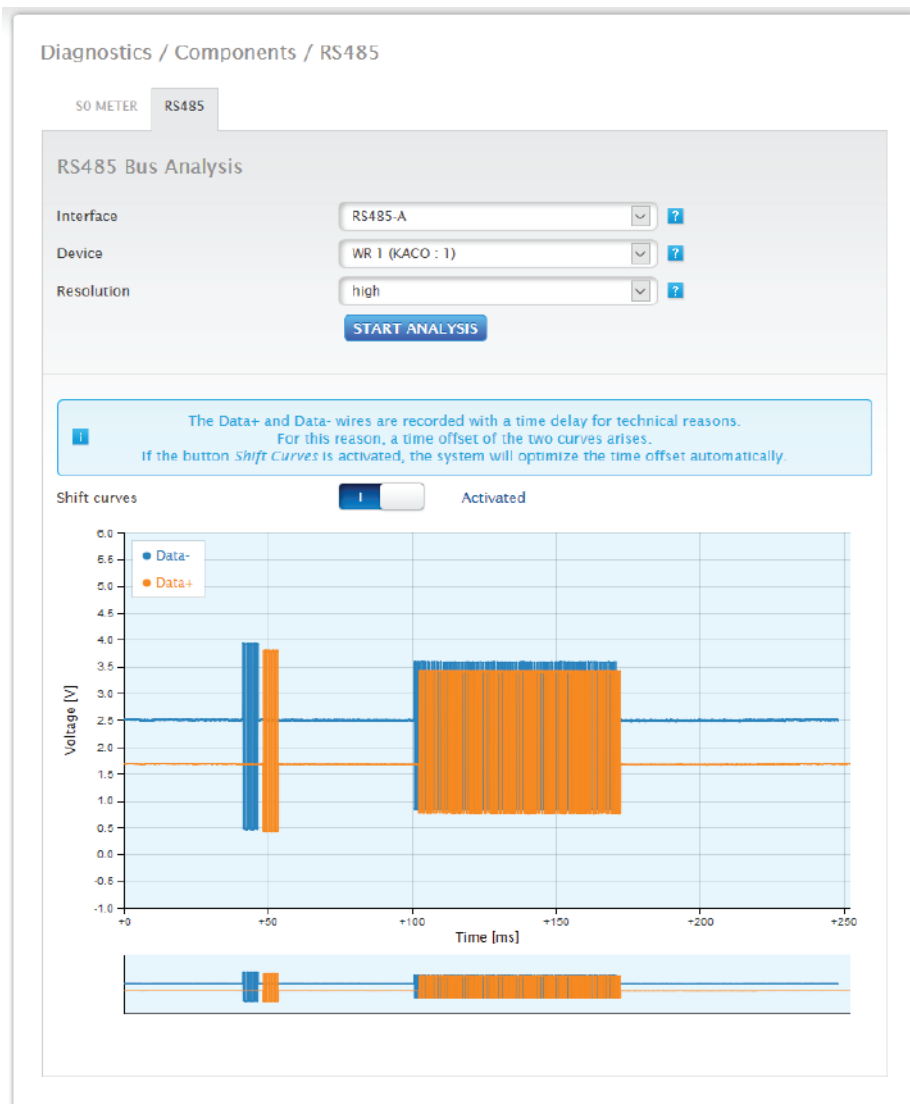 Diagnostics / Components / RS485
S0 METER RS485
RS485 Bus Analysis
Interface RS485-A ?
Device WR 1 (KACO : 1) ?
Resolution high ?
START ANALYSIS
i
The Data+ and Data- wires are recorded with a time delay for technical reasons.
For this reason, a time offset of the two curves arises.
If the button Shift Curves is activated, the system will optimize the time offset automatically.
Shift curves I Activated
6.0
5.5
5.0
4.5
4.0
3.5
3.0
2.5
2.0
1.5
1.0
0.5
0.0
-0.5
-1.0
Voltage [V]
Data-
Data+
+0 +50 +100 +150 +200 +250
Time [ms]